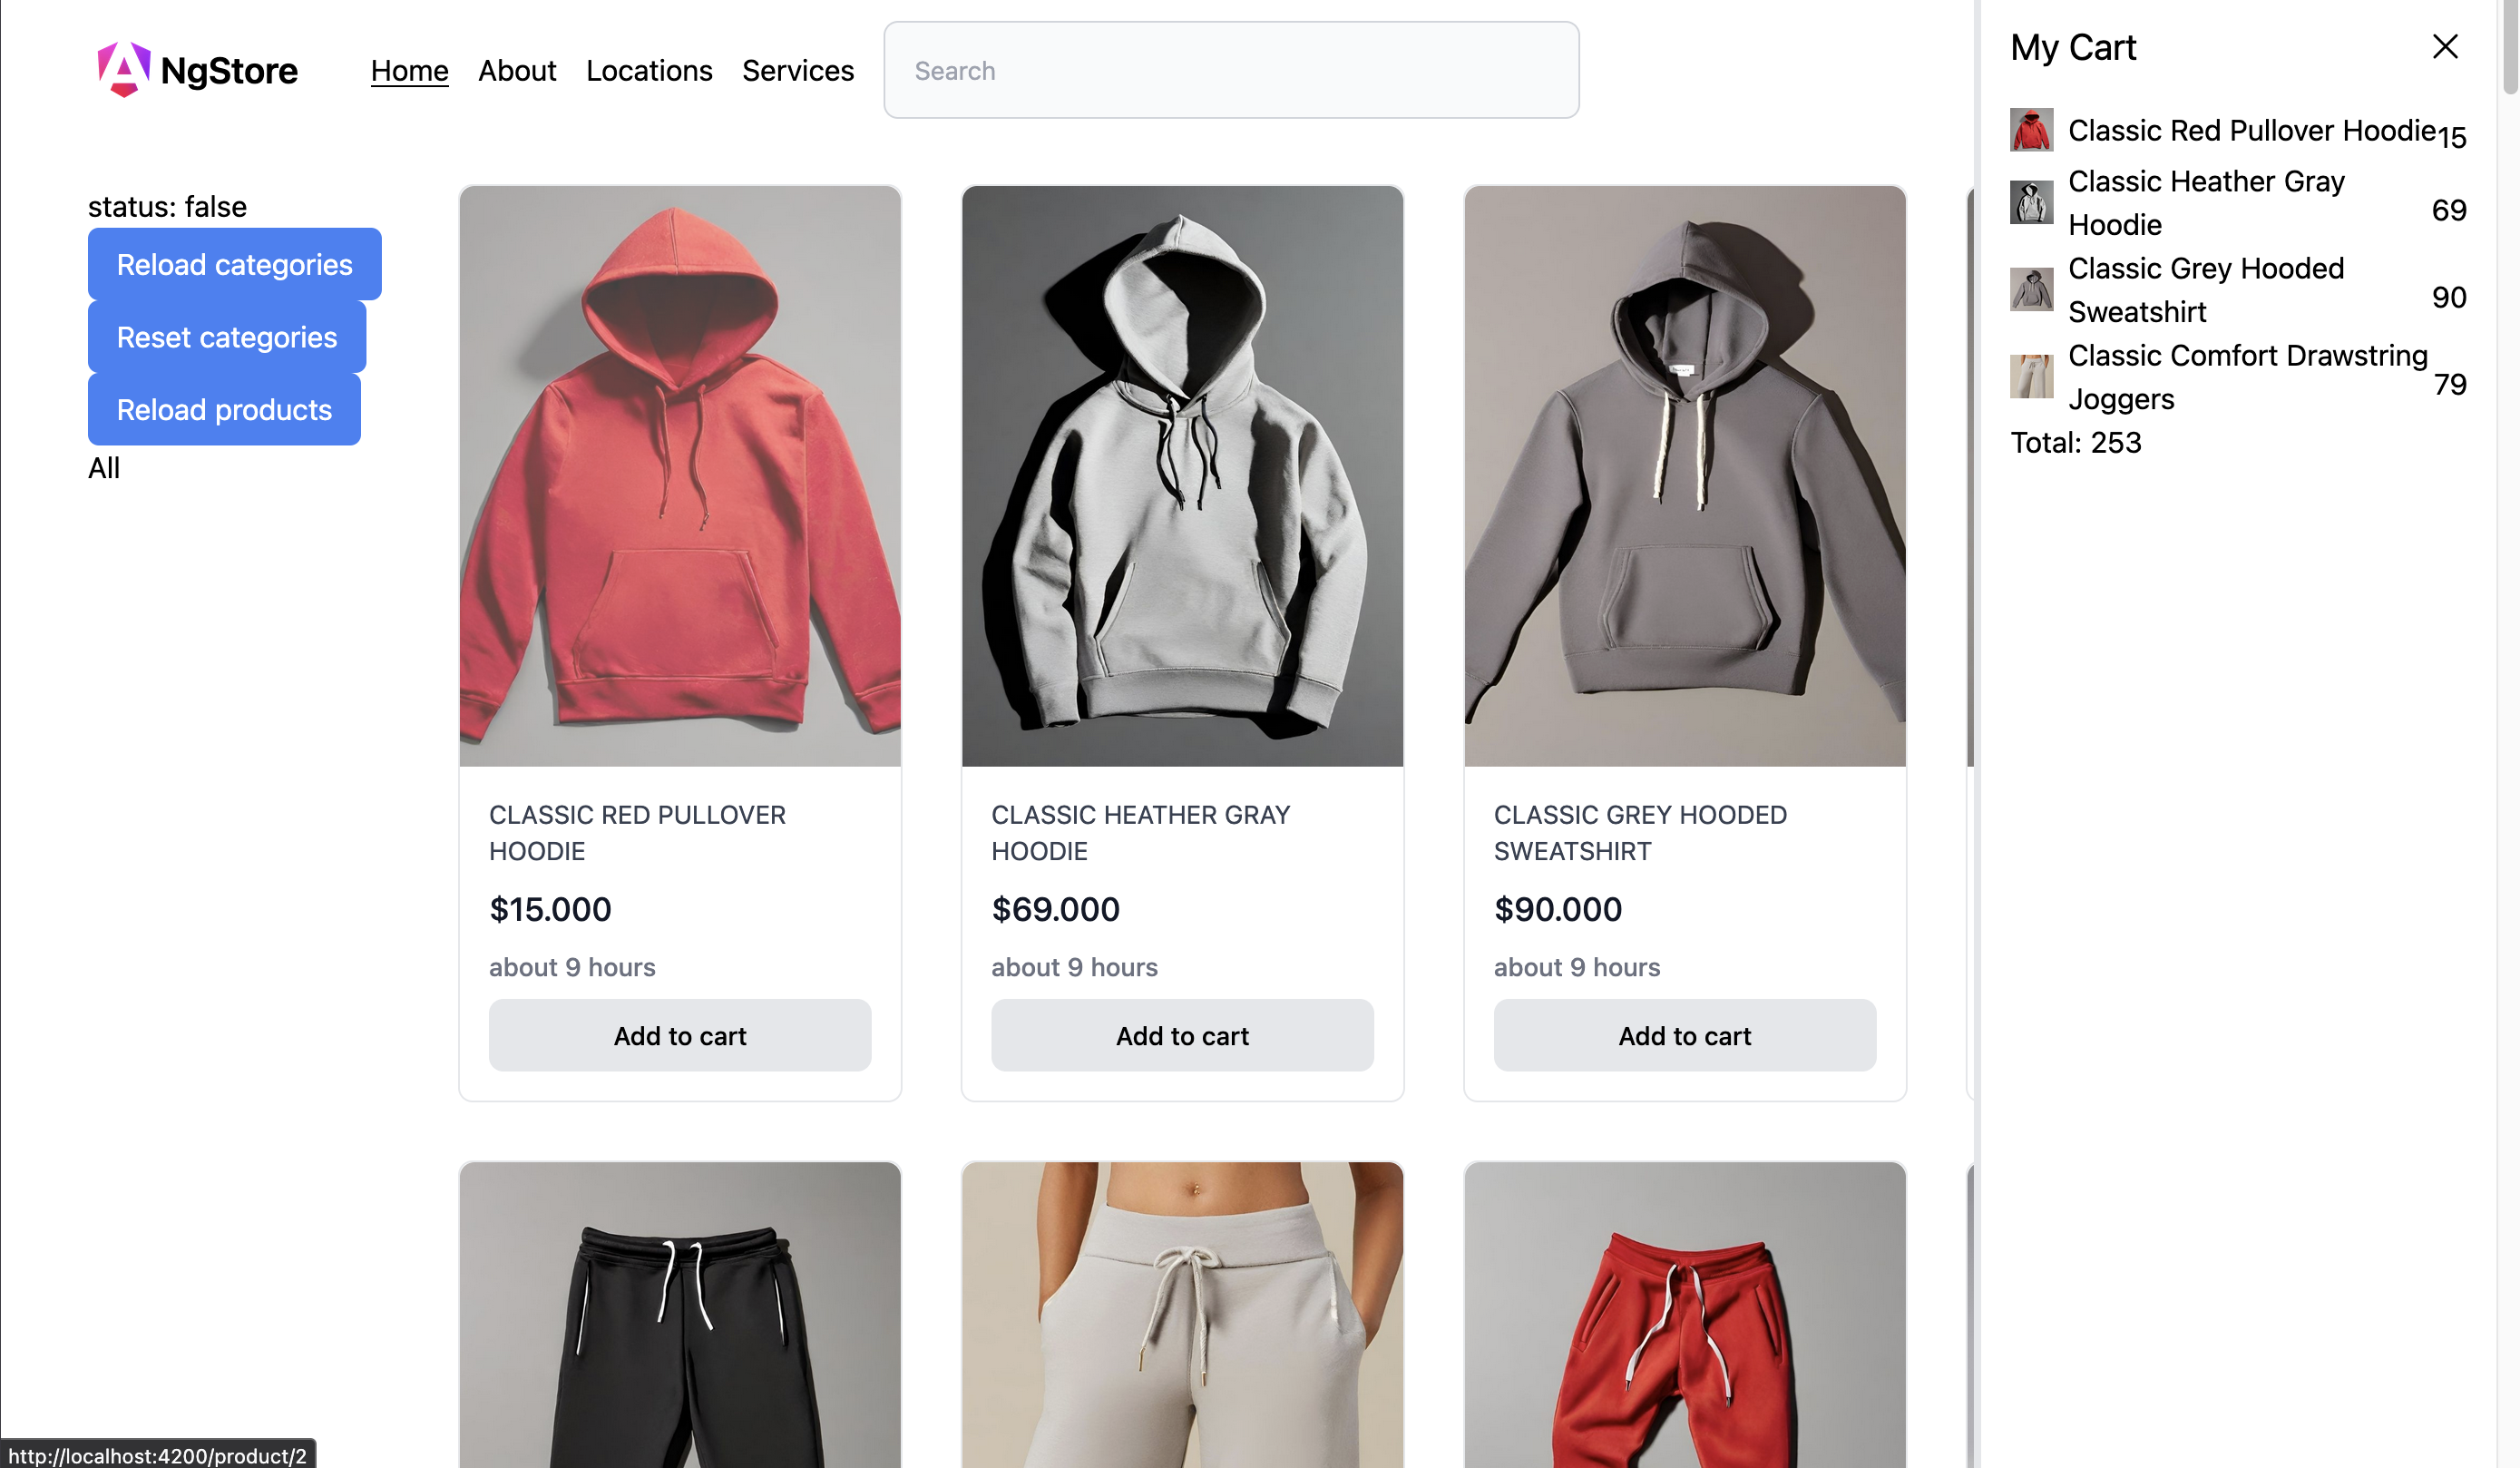 NgStore
Home
About
Locations
Services
Search
status: false
Reload categories
Reset categories
Reload products
All
CLASSIC RED PULLOVER
HOODIE
$15.000
about 9 hours
Add to cart
CLASSIC HEATHER GRAY
HOODIE
$69.000
about 9 hours
Add to cart
CLASSIC GREY HOODED
SWEATSHIRT
$90.000
about 9 hours
Add to cart
My Cart
Classic Red Pullover Hoodie 15
Classic Heather Gray
Hoodie
69
Classic Grey Hooded
Sweatshirt
90
Classic Comfort Drawstring
Joggers
79
Total: 253
http://localhost:4200/product/2